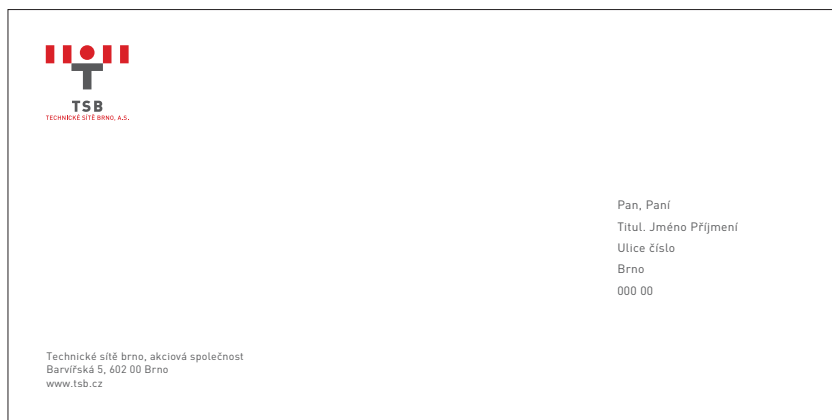 TSB
TECHNICKÉ SÍTĚ BRNO, A.S.
Pan, Paní
Titul. Jméno Příjmení
Ulice číslo
Brno
000 00
Technické sítě brno, akciová společnost
Barvířská 5, 602 00 Brno
www.tsb.cz